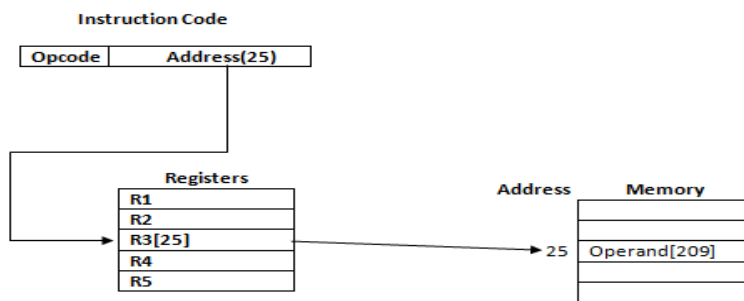 Instruction Code
Opcode Address(25)
Registers
R1
R2
R3[25]
R4
R5
Address Memory
25 Operand[209]